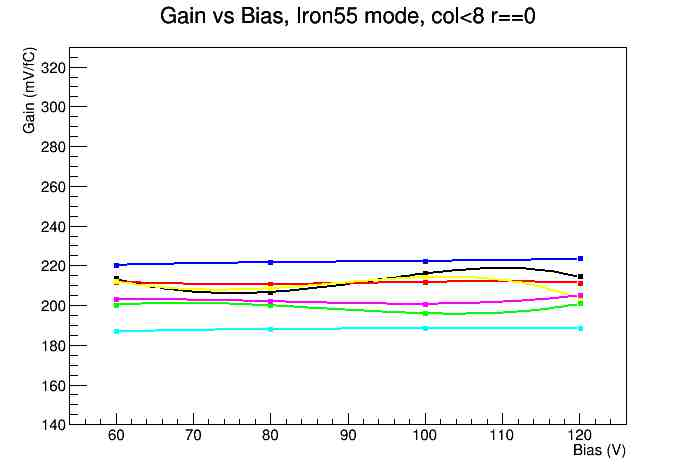 Gain vs Bias, Iron55 mode, col<8 r==0
Gain (mV/fC)
320
300
280
260
240
220
200
180
160
140
60 70 80 90 100 110 120
Bias (V)